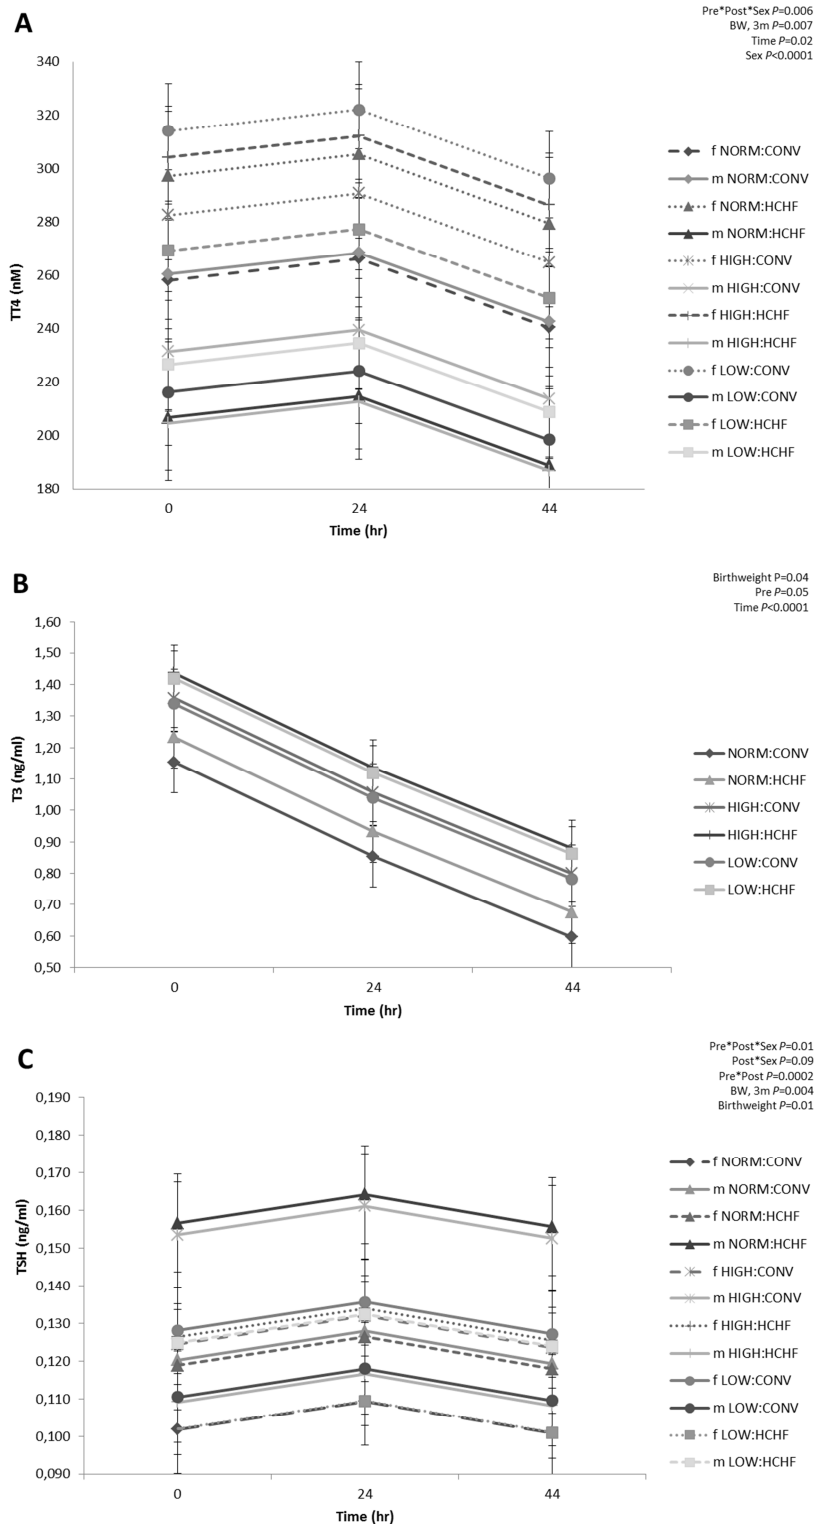 A
Pre*Post*Sex P=0.006
BW, 3m P=0.007
Time P=0.02
Sex P<0.0001
340
320
300
280
260
240
220
200
180
TT4 (nM)
0 24 44
Time (hr)
f NORM:CONV
m NORM:CONV
f NORM:HCHF
m NORM:HCHF
f HIGH:CONV
m HIGH:CONV
f HIGH:HCHF
m HIGH:HCHF
f LOW:CONV
m LOW:CONV
f LOW:HCHF
m LOW:HCHF
B
Birthweight P=0.04
Pre P=0.05
Time P<0.0001
1,60
1,50
1,40
1,30
1,20
1,10
1,00
0,90
0,80
0,70
0,60
0,50
T3 (ng/ml)
0 24 44
Time (hr)
NORM:CONV
NORM:HCHF
HIGH:CONV
HIGH:HCHF
LOW:CONV
LOW:HCHF
C
Pre*Post*Sex P=0.01
Post*Sex P=0.09
Pre*Post P=0.0002
BW, 3m P=0.004
Birthweight P=0.01
0,190
0,180
0,170
0,160
0,150
0,140
0,130
0,120
0,110
0,100
0,090
TSH (ng/ml)
0 24 44
Time (hr)
f NORM:CONV
m NORM:CONV
f NORM:HCHF
m NORM:HCHF
f HIGH:CONV
m HIGH:CONV
f HIGH:HCHF
m HIGH:HCHF
f LOW:CONV
m LOW:CONV
f LOW:HCHF
m LOW:HCHF